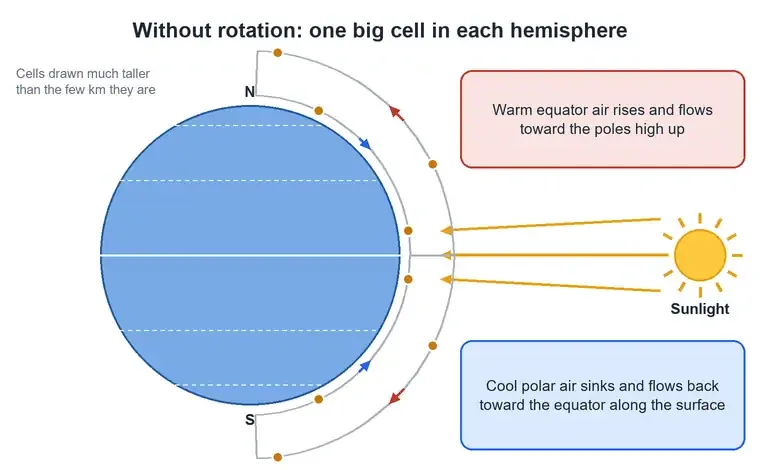 Without rotation: one big cell in each hemisphere
Cells drawn much taller
than the few km they are
N
Warm equator air rises and flows
toward the poles high up
Sunlight
Cool polar air sinks and flows back
toward the equator along the surface
S